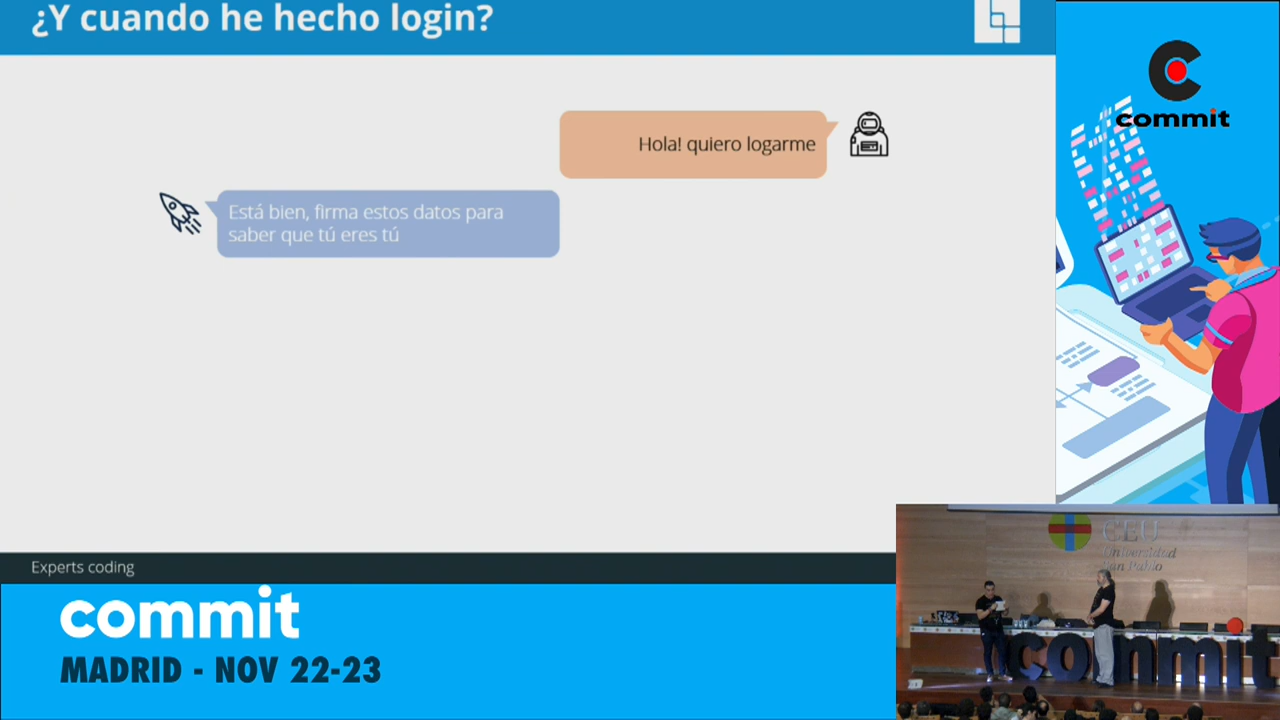 ¿Y cuando he hecho login?
Hola! quiero logarme
Está bien, firma estos datos para
saber que tú eres tú
Experts coding
commit
MADRID - NOV 22-23
commit
CEU
Universidad
San Pablo
commit